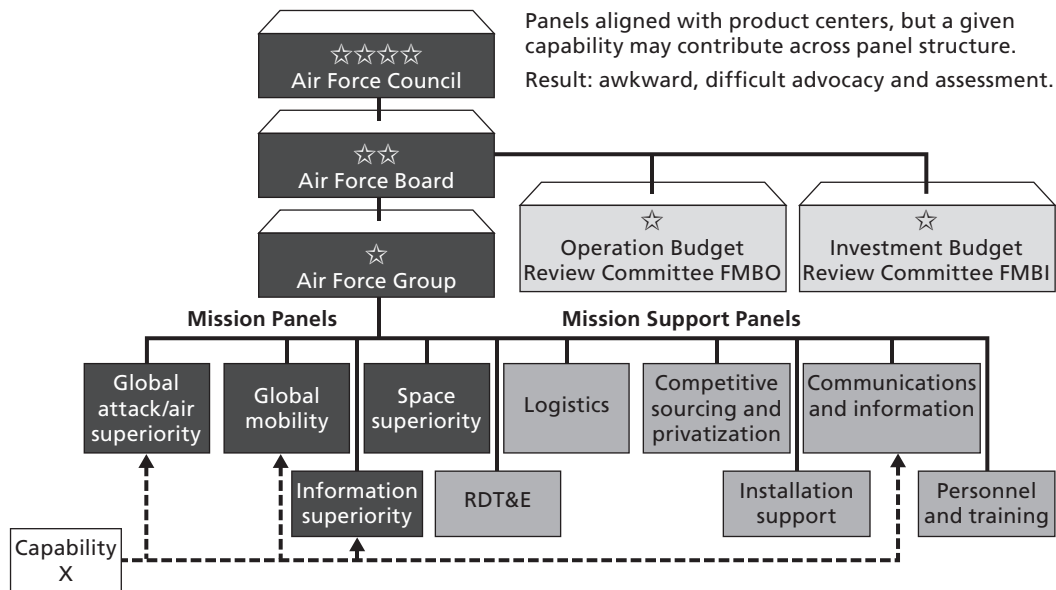 Panels aligned with product centers, but a given
capability may contribute across panel structure.
Result: awkward, difficult advocacy and assessment.
☆☆☆☆
Air Force Council
☆☆
Air Force Board
☆
Air Force Group
☆
Operation Budget
Review Committee FMBO
☆
Investment Budget
Review Committee FMBI
Mission Panels
Mission Support Panels
Global
attack/air
superiority
Global
mobility
Space
superiority
Logistics
Competitive
sourcing and
privatization
Communications
and information
Information
superiority
RDT&E
Installation
support
Personnel
and training
Capability
X